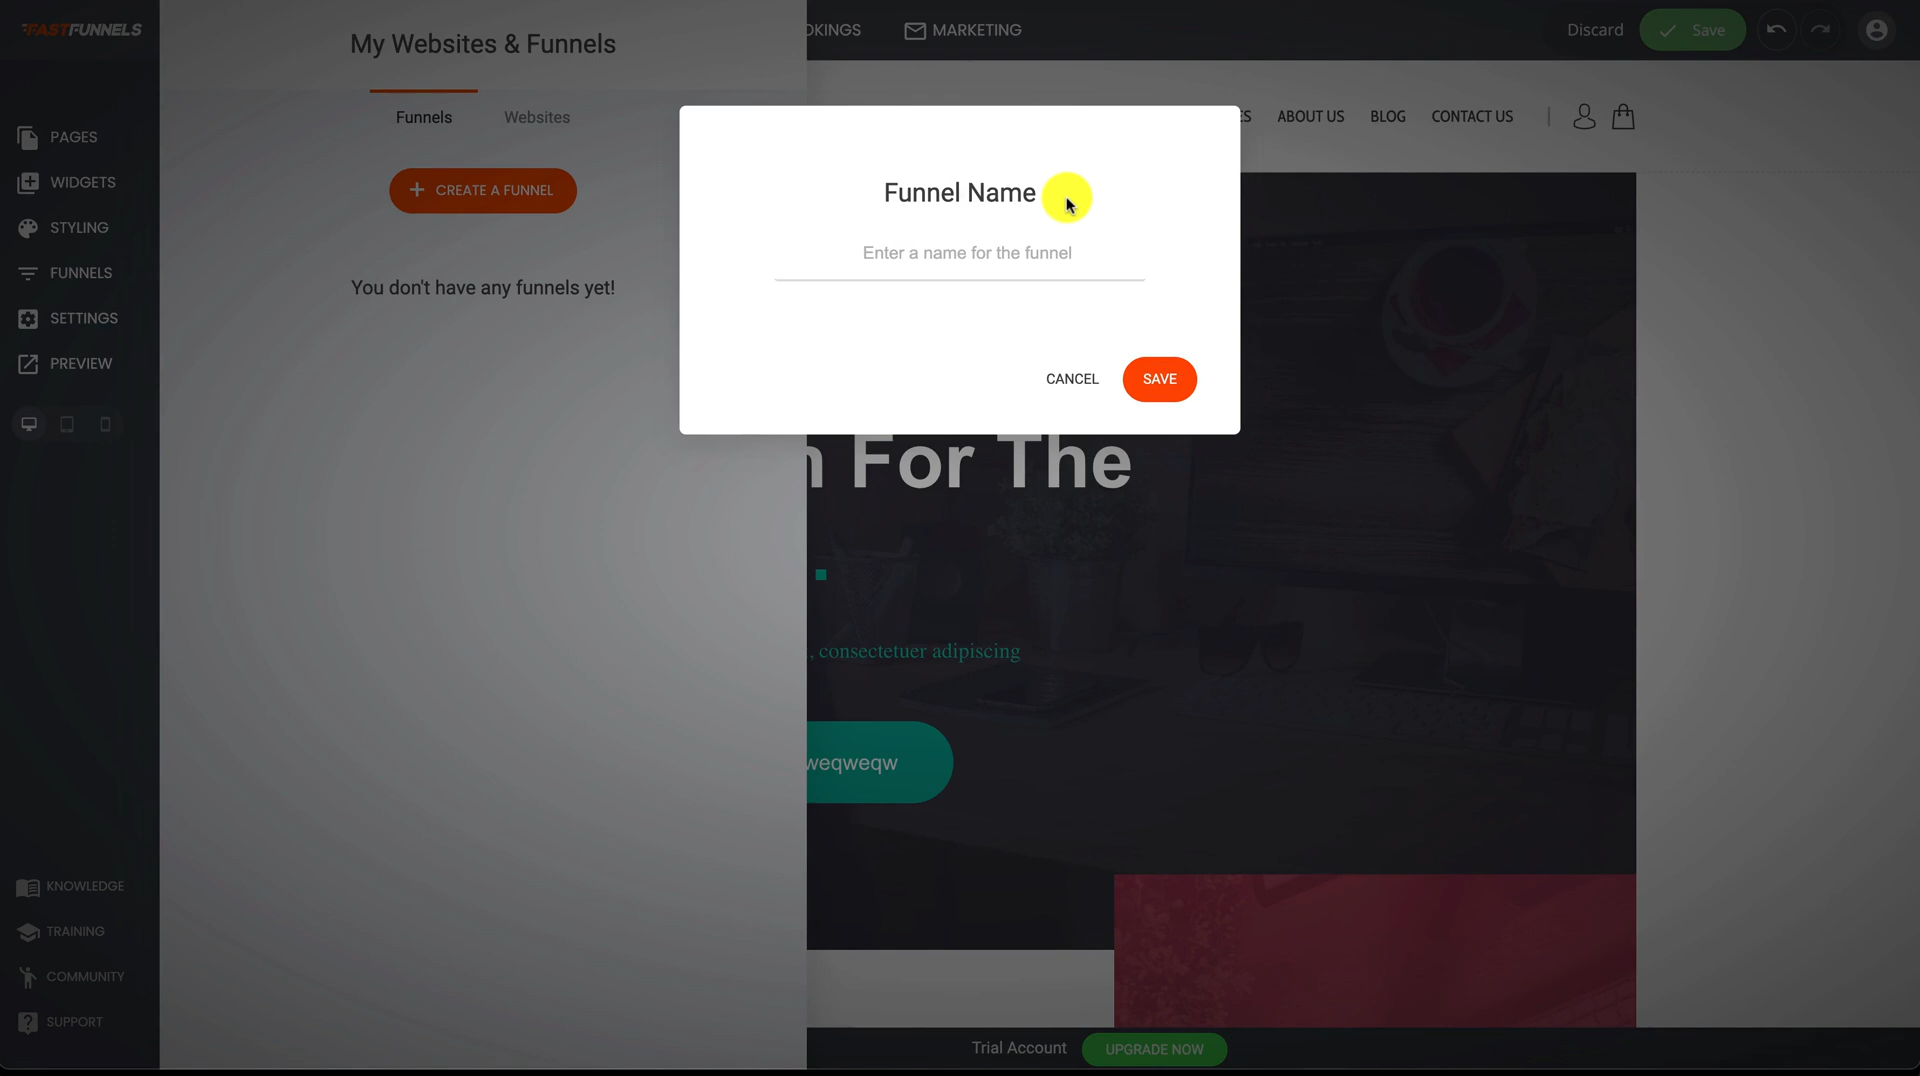 FASTFUNNELS
My Websites & Funnels
MARKETING
Discard
Save
Funnels
Websites
ABOUT US
BLOG
CONTACT US
PAGES
WIDGETS
STYLING
FUNNELS
SETTINGS
PREVIEW
CREATE A FUNNEL
You don't have any funnels yet!
Funnel Name
Enter a name for the funnel
CANCEL
SAVE
For The
, consectetuer adipiscing
weqweqw
KNOWLEDGE
TRAINING
COMMUNITY
SUPPORT
Trial Account
UPGRADE NOW